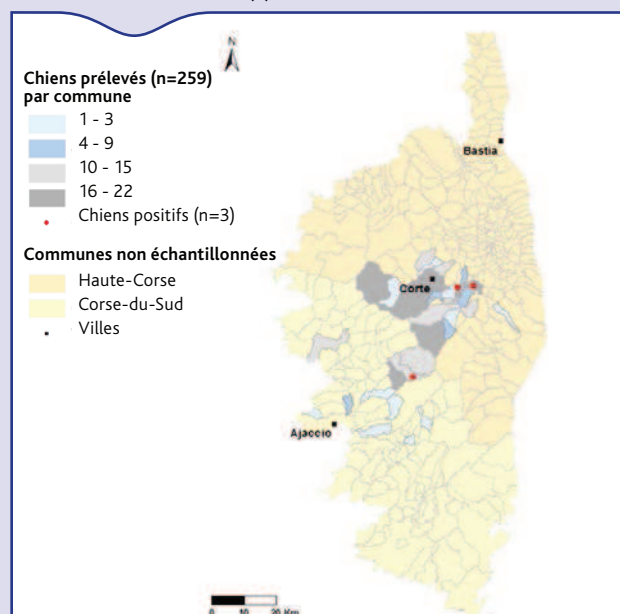 N
Chiens prélevés (n=259)
par commune
1 - 3
4 - 9
10 - 15
16 - 22
Chiens positifs (n=3)
Communes non échantillonnées
Haute-Corse
Corse-du-Sud
Villes
Bastia
Corte
Ajaccio
0 10 20 Km